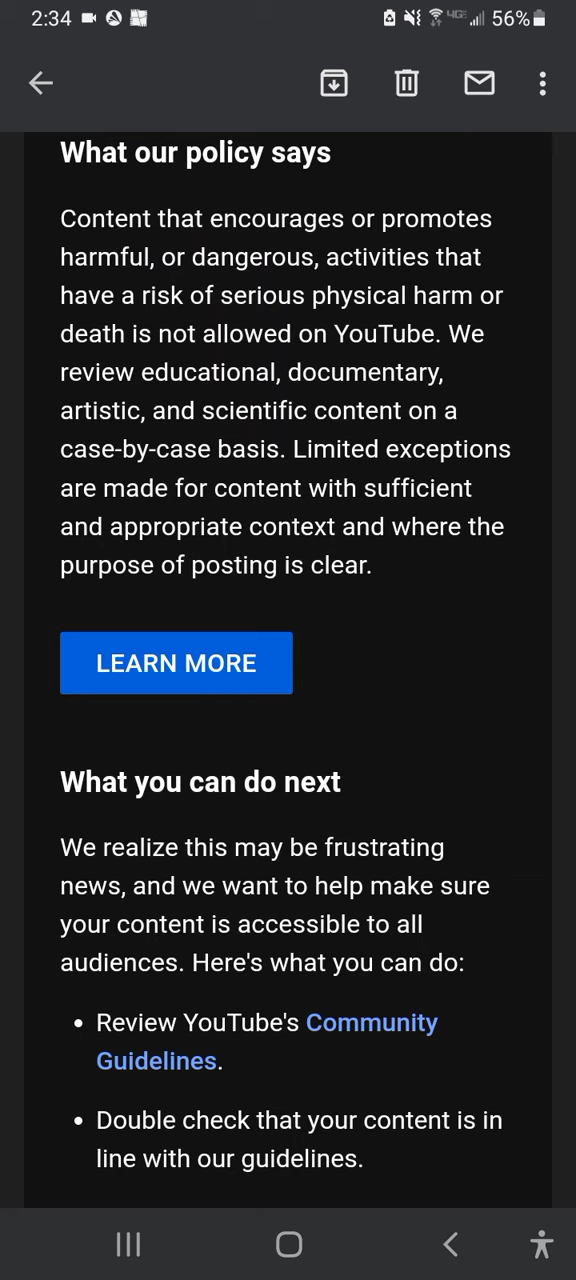 2:34
4GE
56%
What our policy says
Content that encourages or promotes
harmful, or dangerous, activities that
have a risk of serious physical harm or
death is not allowed on YouTube. We
review educational, documentary,
artistic, and scientific content on a
case-by-case basis. Limited exceptions
are made for content with sufficient
and appropriate context and where the
purpose of posting is clear.
LEARN MORE
What you can do next
We realize this may be frustrating
news, and we want to help make sure
your content is accessible to all
audiences. Here's what you can do:
• Review YouTube's Community
Guidelines.
• Double check that your content is in
line with our guidelines.